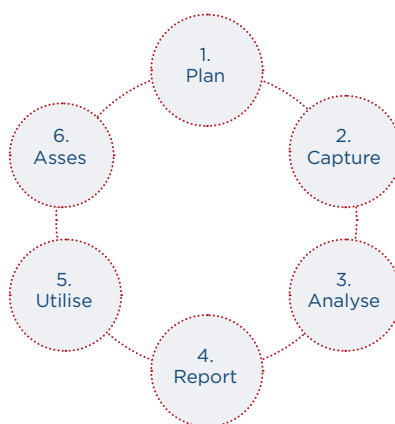 1.
Plan
2.
Capture
3.
Analyse
4.
Report
5.
Utilise
6.
Asses